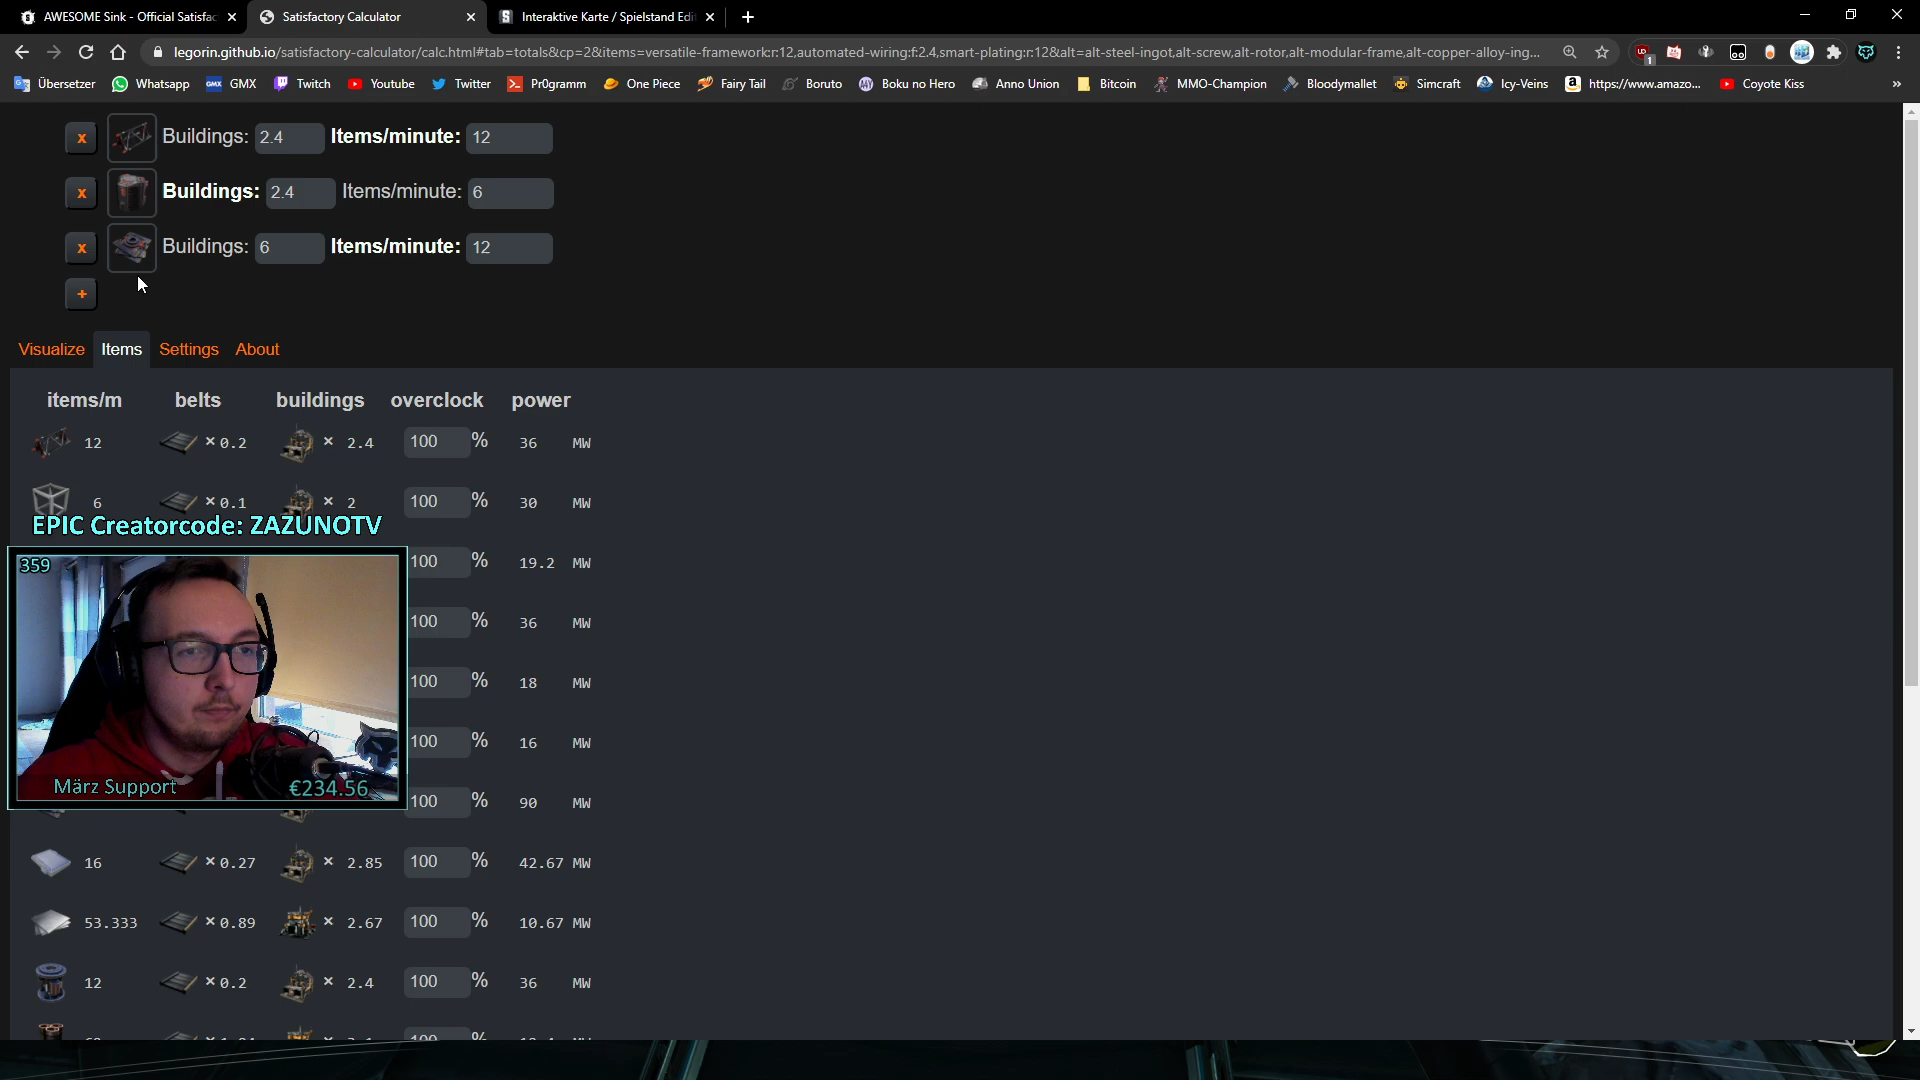 AWESOME Sink - Official Satisfac
Satisfactory Calculator
Interaktive Karte / Spielstand Edi
legorin.github.io/satisfactory-calculator/calc.html#tab=totals&cp=2&items=versatile-framework:r:12,automated-wiring:f:2.4,smart-plating:r:12&alt=alt-steel-ingot,alt-screw,alt-rotor,alt-modular-frame,alt-copper-alloy-ing...
1
Übersetzer Whatsapp GMX Twitch Youtube Twitter Pr0gramm One Piece Fairy Tail Boruto Boku no Hero Anno Union Bitcoin MMO-Champion Bloodymallet Simcraft Icy-Veins https://www.amazo... Coyote Kiss »
x Buildings: 2.4 Items/minute: 12
x Buildings: 2.4 Items/minute: 6
x Buildings: 6 Items/minute: 12
+
Visualize Items Settings About
items/m belts buildings overclock power
12 × 0.2 × 2.4 100 % 36 MW
6 × 0.1 × 2 100 % 30 MW
EPIC Creatorcode: ZAZUNOTV
359
100 % 19.2 MW
100 % 36 MW
100 % 18 MW
100 % 16 MW
März Support €234.56
100 % 90 MW
16 × 0.27 × 2.85 100 % 42.67 MW
53.333 × 0.89 × 2.67 100 % 10.67 MW
12 × 0.2 × 2.4 100 % 36 MW